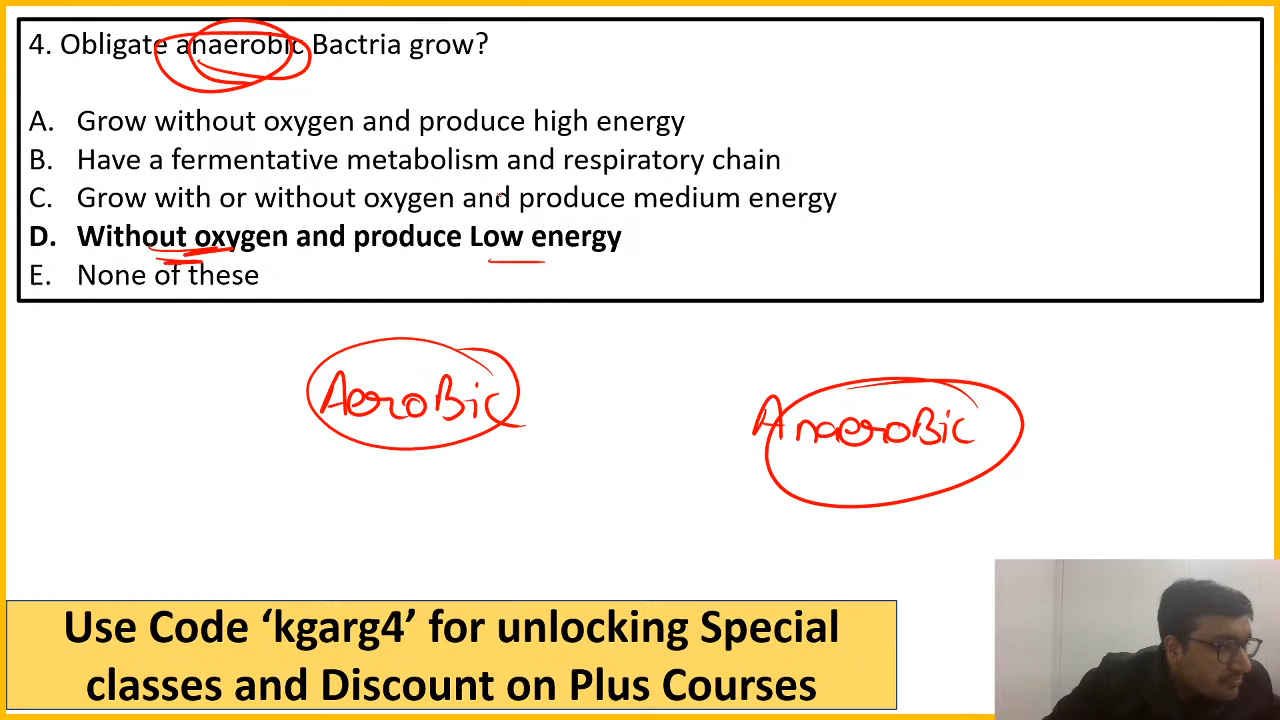 4. Obligate anaerobic Bactria grow?
A. Grow without oxygen and produce high energy
B. Have a fermentative metabolism and respiratory chain
C. Grow with or without oxygen and produce medium energy
D. Without oxygen and produce Low energy
E. None of these
AeroBic
AnaeroBic
Use Code ‘kgarg4’ for unlocking Special
classes and Discount on Plus Courses